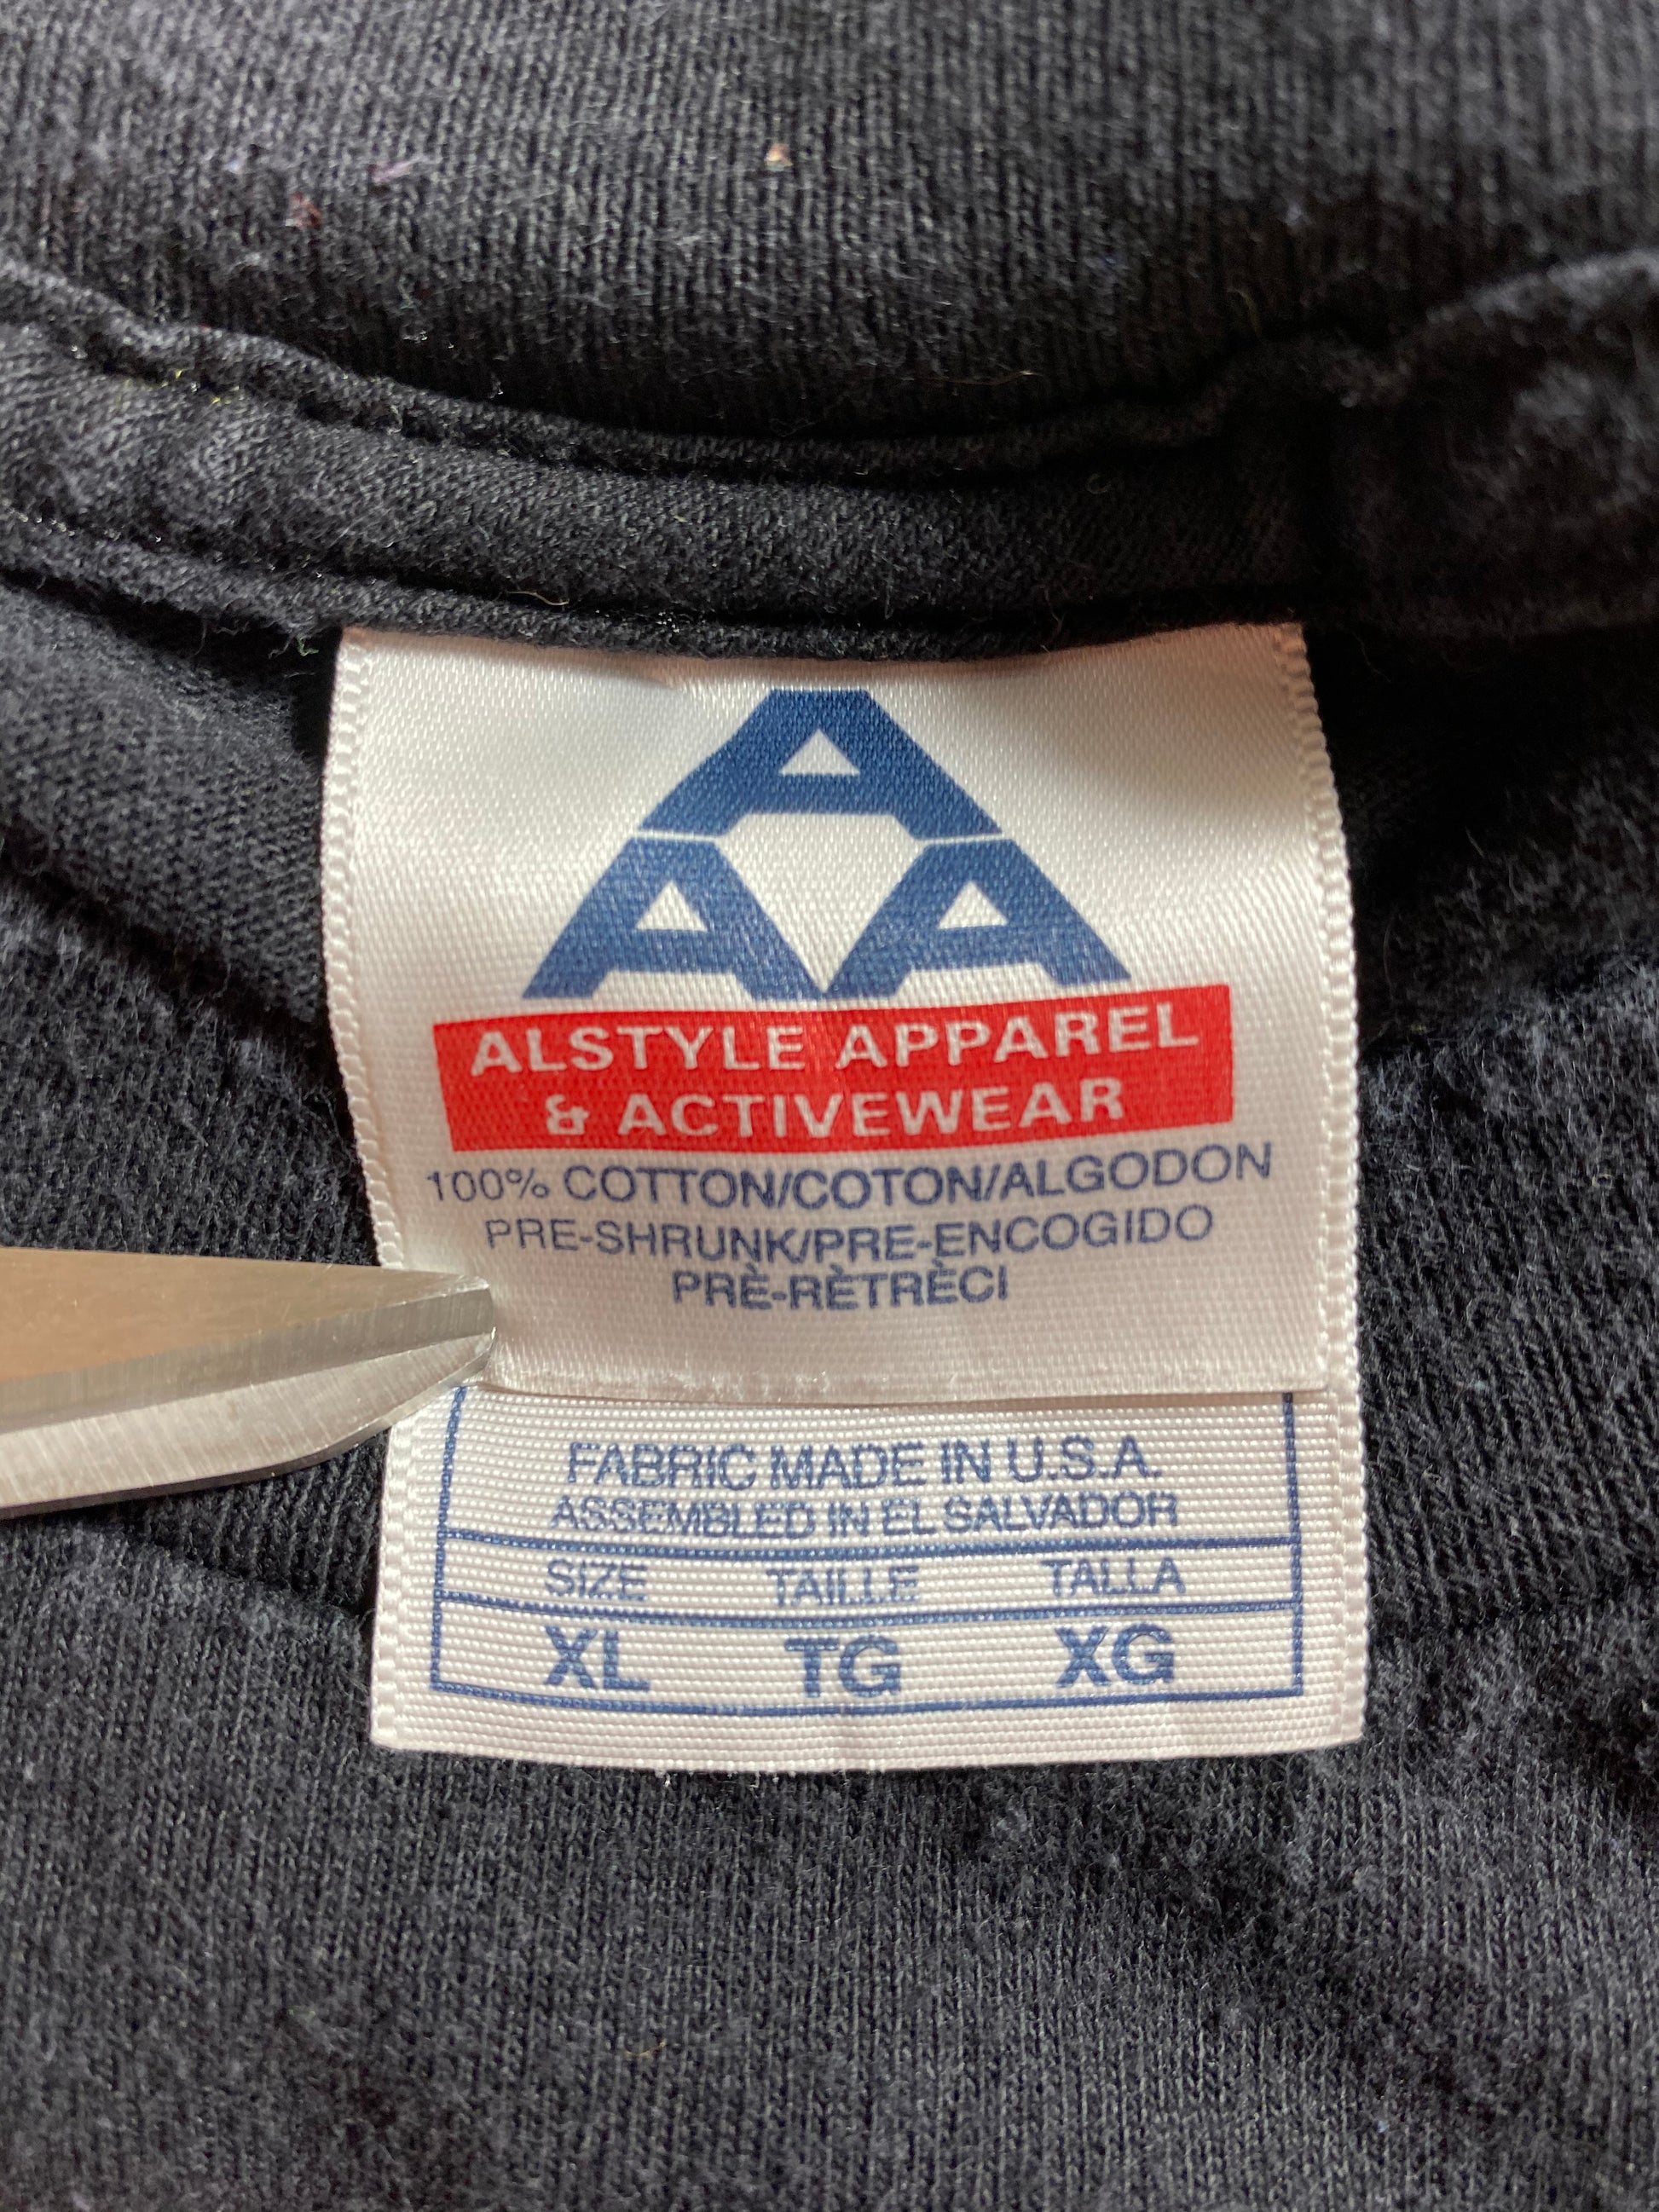 A
AA
ALSTYLE APPAREL
& ACTIVEWEAR
100% COTTON/COTON/ALGODON
PRE-SHRUNK/PRE-ENCOGIDO
PRÈ-RÈTRÈCI
FABRIC MADE IN U.S.A.
ASSEMBLED IN EL SALVADOR
SIZE TAILLE TALLA
XL TG XG